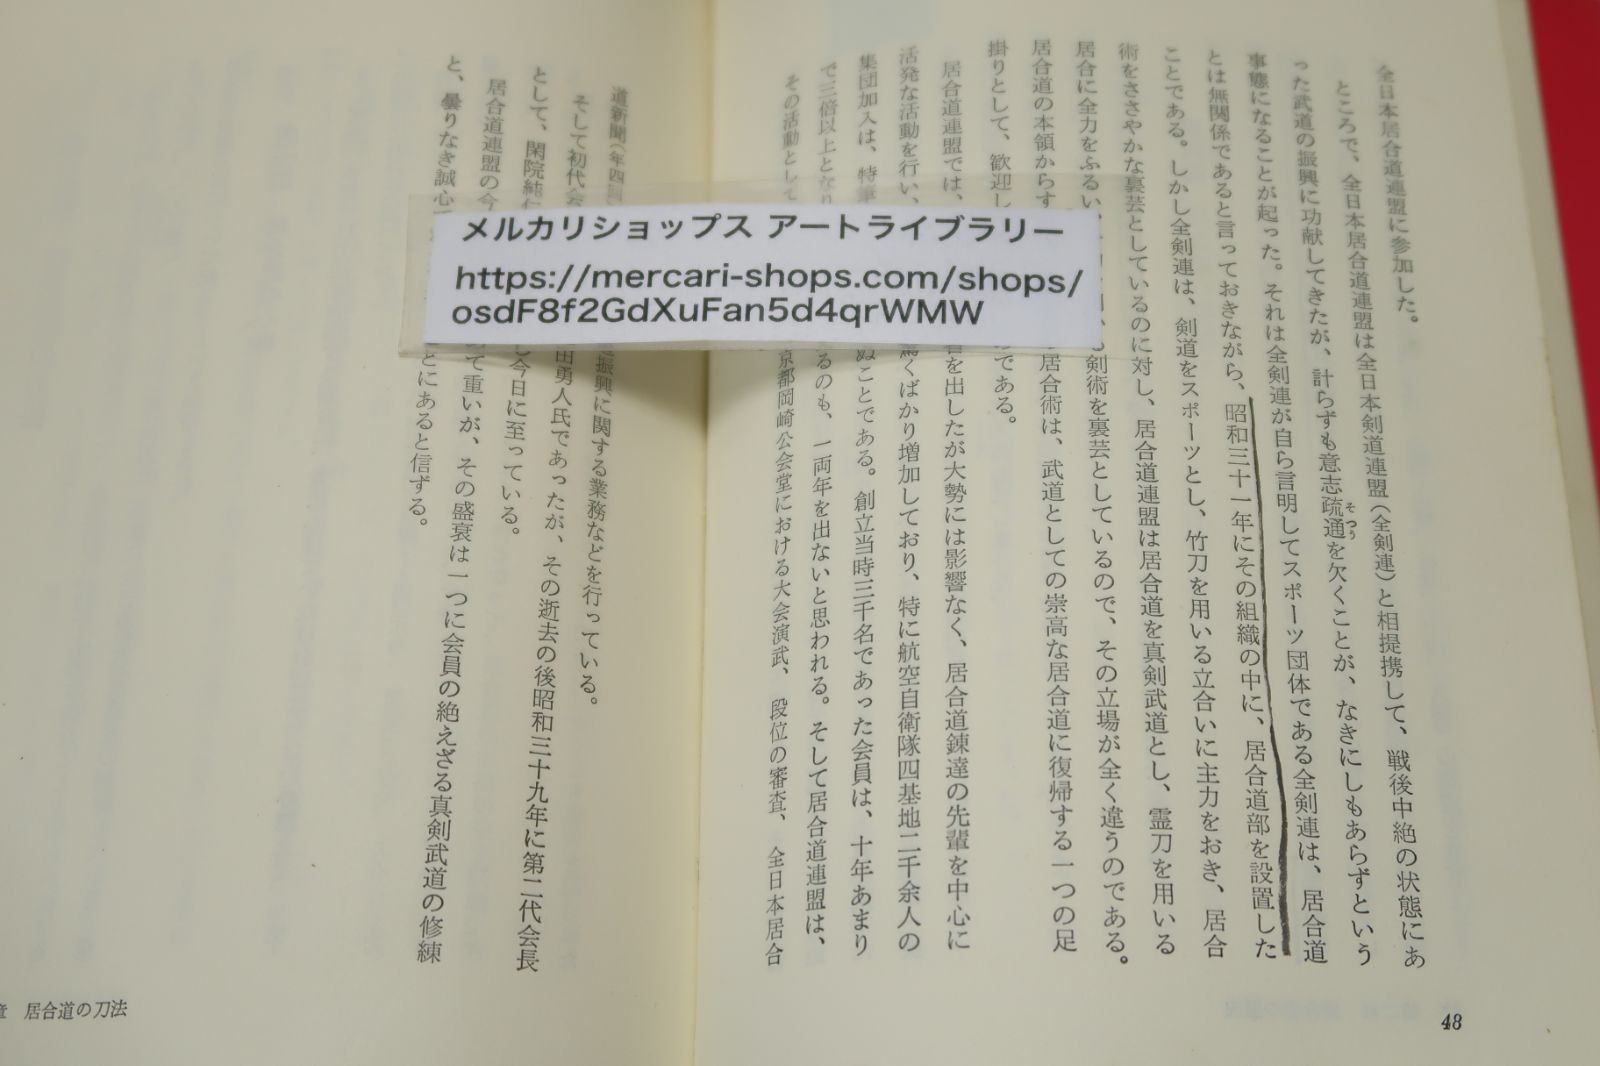 全日本居合道連盟に参加した。
ところで、全日本居合道連盟は全日本剣道連盟（全剣連）と相提携して、戦後中絶の状態にあ
った武道の振興に功献してきたが、計らずも意志疏通を欠くことが、なきにしもあらずという
そつう
事態になることが起った。それは全剣連が自ら言明してスポーツ団体である全剣連は、居合道
とは無関係であると言っておきながら、昭和三十一年にその組織の中に、居合道部を設置した
ことである。しかし全剣連は、剣道をスポーツとし、竹刀を用いる立合いに主力をおき、居合
術をささやかな裏芸としているのに対し、居合道連盟は居合道を真剣武道とし、霊刀を用いる
居合に全力をふるい、剣術を裏芸としているので、その立場が全く違うのである。
居合道の本領からす居合術は、武道としての崇高な居合道に復帰する一つの足
掛りとして、歓迎しのである。
居合道連盟では、者を出したが大勢には影響なく、居合道錬達の先輩を中心に
活発な活動を行い、驚くばかり増加しており、特に航空自衛隊四基地二千余人の
集団加入は、特筆ぬことである。創立当時三千名であった会員は、十年あまり
で三倍以上となりるのも、一両年を出ないと思われる。そして居合道連盟は、
その活動として京都岡崎公会堂における大会演武、段位の審査、全日本居合
48
道新聞（年四回振興に関する業務などを行っている。
そして初代会田勇人氏であったが、その逝去の後昭和三十九年に第二代会長
として、閑院純仁し今日に至っている。
居合道連盟の今て重いが、その盛衰は一つに会員の絶えざる真剣武道の修練
と、曇りなき誠心とにあると信ずる。
章 居合道の刀法
メルカリショップス アートライブラリー
https://mercari-shops.com/shops/
osdF8f2GdXuFan5d4qrWMW